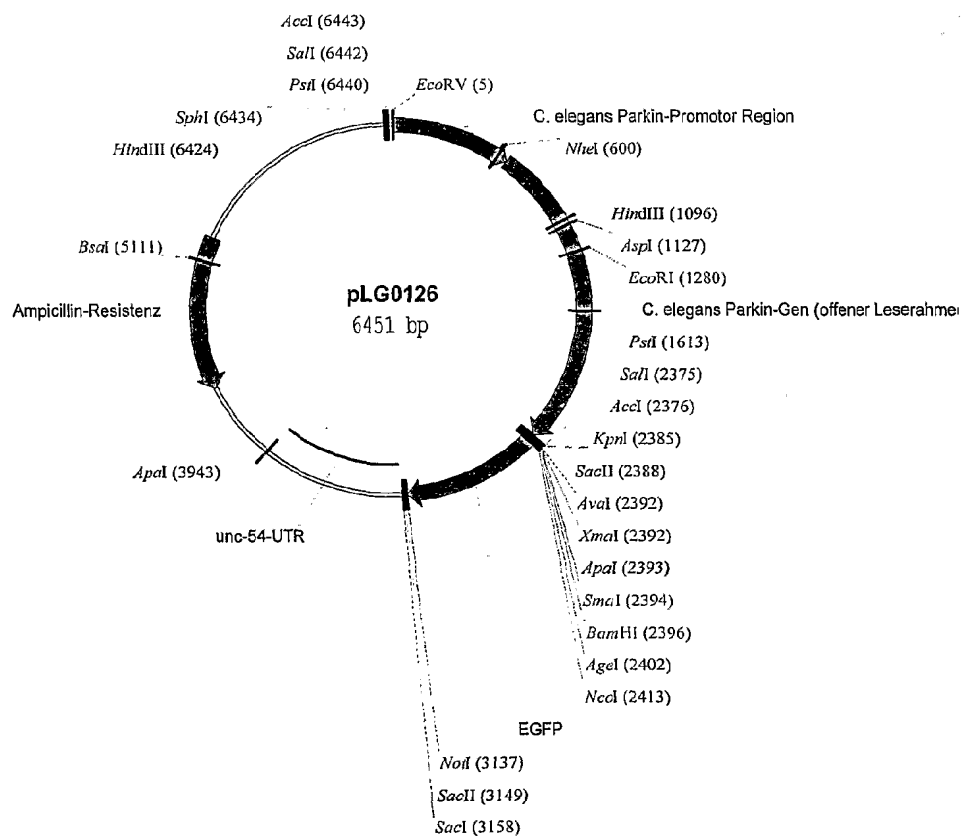 AccI (6443)
SalI (6442)
PstI (6440)
EcoRV (5)
SphI (6434)
C. elegans Parkin-Promotor Region
HindIII (6424)
NheI (600)
HindIII (1096)
AspI (1127)
BsaI (5111)
EcoRI (1280)
pLG0126
6451 bp
Ampicillin-Resistenz
C. elegans Parkin-Gen (offener Leserahme
PstI (1613)
SalI (2375)
AccI (2376)
KpnI (2385)
ApaI (3943)
SacII (2388)
AvaI (2392)
unc-54-UTR
XmaI (2392)
ApaI (2393)
SmaI (2394)
BamHI (2396)
AgeI (2402)
NcoI (2413)
EGFP
NotI (3137)
SacII (3149)
SacI (3158)